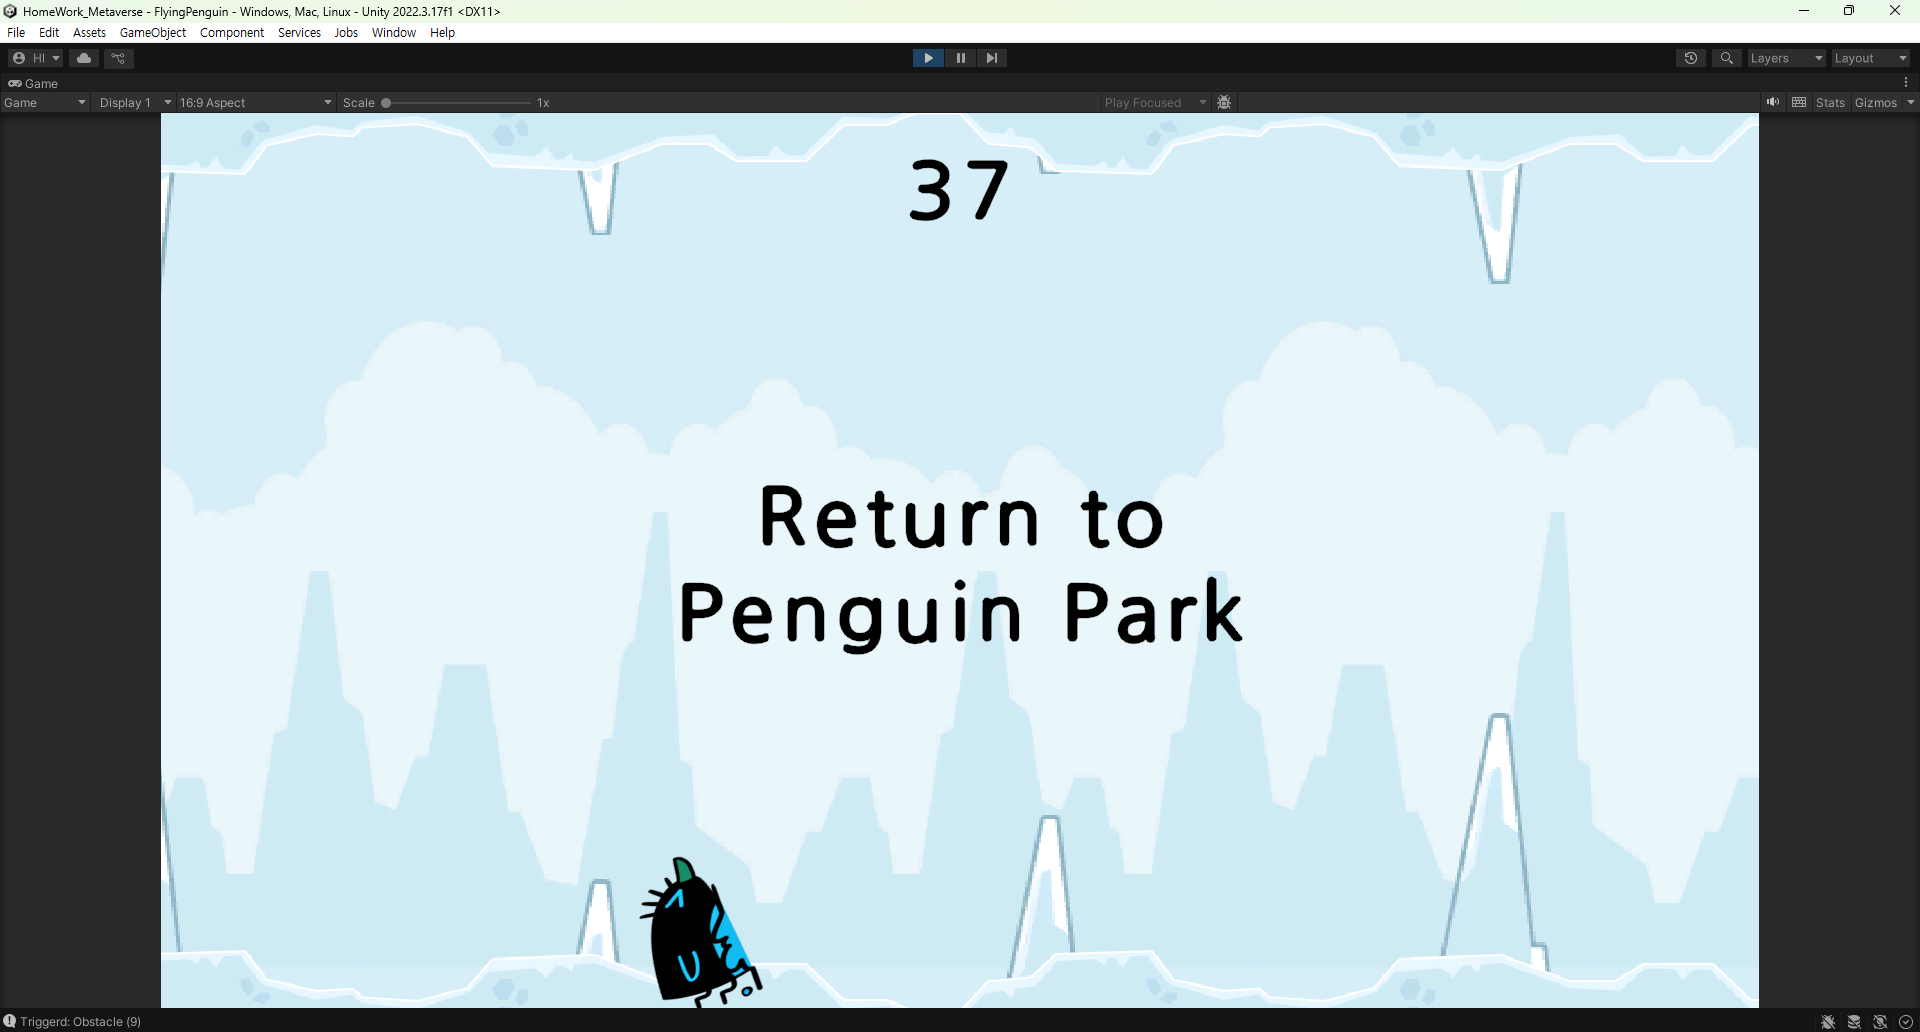 HomeWork_Metaverse - FlyingPenguin - Windows, Mac, Linux - Unity 2022.3.17f1 <DX11>
File Edit Assets GameObject Component Services Jobs Window Help
HI Layers Layout
Game
Game Display 1 16:9 Aspect Scale 1x Play Focused Stats Gizmos
37
Return to
Penguin Park
Triggerd: Obstacle (9)